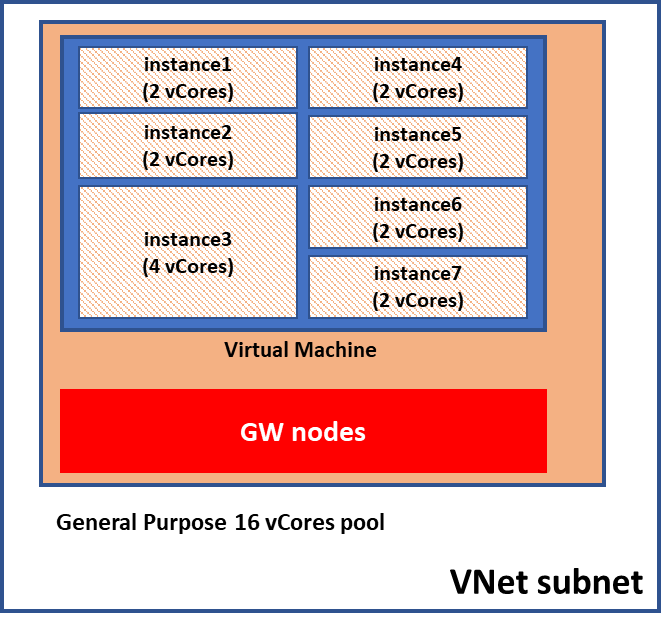 instance1
(2 vCores)
instance2
(2 vCores)
instance3
(4 vCores)
instance4
(2 vCores)
instance5
(2 vCores)
instance6
(2 vCores)
instance7
(2 vCores)
Virtual Machine
GW nodes
General Purpose 16 vCores pool
VNet subnet